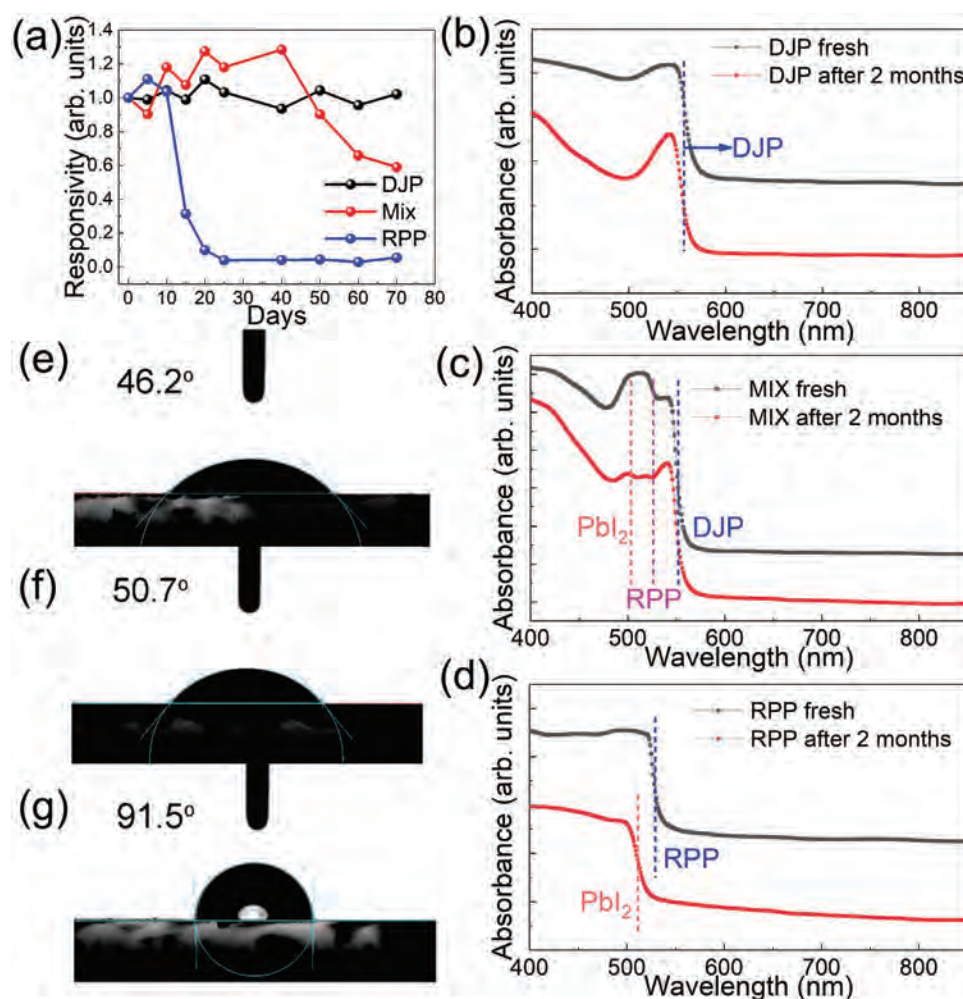 (a)
Responsivity (arb. units)
1.4
1.2
1.0
0.8
0.6
0.4
0.2
0.0
DJP
Mix
RPP
0 10 20 30 40 50 60 70 80
Days
(b)
Absorbance (arb. units)
DJP fresh
DJP after 2 months
DJP
400 500 600 700 800
Wavelength (nm)
(e)
46.2°
(c)
Absorbance (arb. units)
MIX fresh
MIX after 2 months
PbI₂
DJP
RPP
400 500 600 700 800
Wavelength (nm)
(f)
50.7°
(d)
Absorbance (arb. units)
RPP fresh
RPP after 2 months
RPP
PbI₂
400 500 600 700 800
Wavelength (nm)
(g)
91.5°